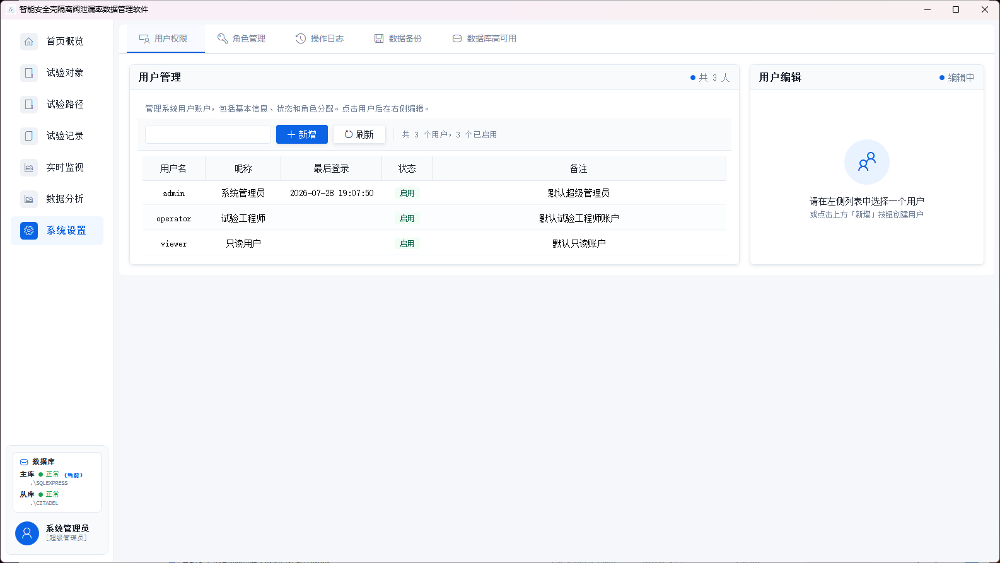 智能安全壳隔离阀泄漏率数据管理软件
首页概览
试验对象
试验路径
试验记录
实时监视
数据分析
系统设置
用户权限
角色管理
操作日志
数据备份
数据库高可用
用户管理
共 3 人
管理系统用户账户，包括基本信息、状态和角色分配。点击用户后在右侧编辑。
新增
刷新
共 3 个用户，3 个已启用
用户名 昵称 最后登录 状态 备注
admin 系统管理员 2026-07-28 19:07:50 启用 默认超级管理员
operator 试验工程师 启用 默认试验工程师账户
viewer 只读用户 启用 默认只读账户
用户编辑
编辑中
请在左侧列表中选择一个用户
或点击上方「新增」按钮创建用户
数据库
主库 正常 (当前)
.\SQLEXPRESS
从库 正常
.\CITADEL
系统管理员
[超级管理员]